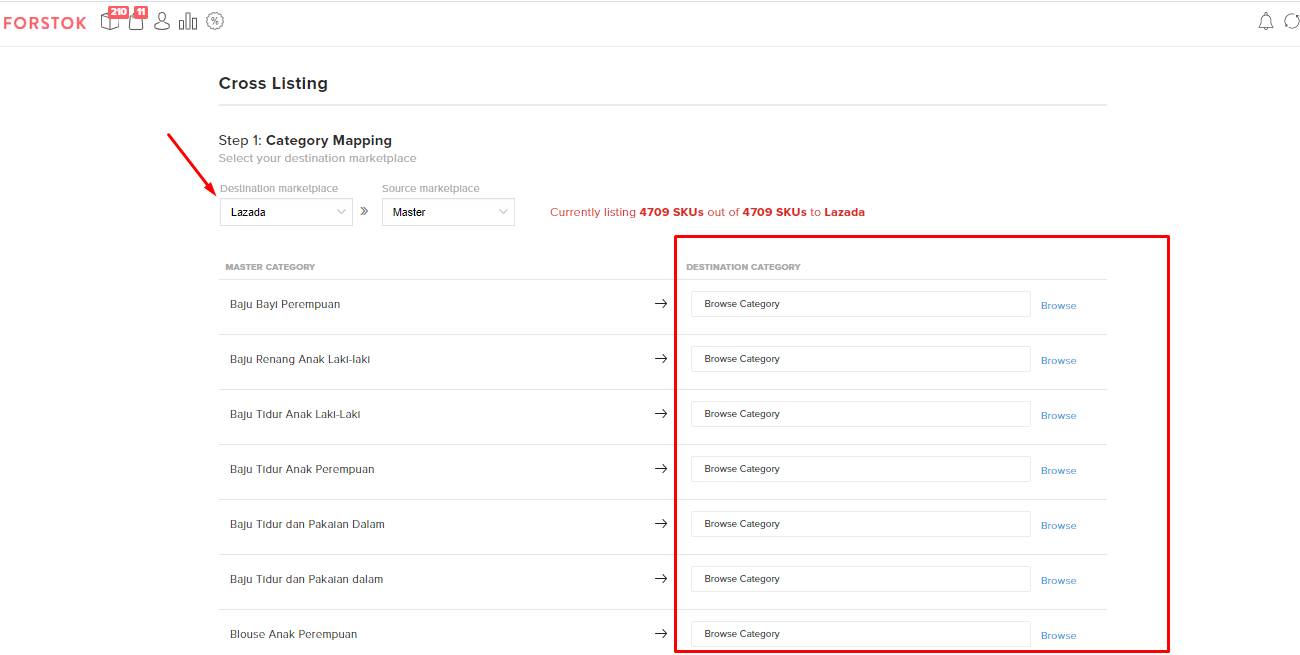 FORSTOK 210 11
Cross Listing
Step 1: Category Mapping
Select your destination marketplace
Destination marketplace Source marketplace
Lazada » Master Currently listing 4709 SKUs out of 4709 SKUs to Lazada
MASTER CATEGORY DESTINATION CATEGORY
Baju Bayi Perempuan → Browse Category Browse
Baju Renang Anak Laki-laki → Browse Category Browse
Baju Tidur Anak Laki-Laki → Browse Category Browse
Baju Tidur Anak Perempuan → Browse Category Browse
Baju Tidur dan Pakaian Dalam → Browse Category Browse
Baju Tidur dan Pakaian dalam → Browse Category Browse
Blouse Anak Perempuan → Browse Category Browse